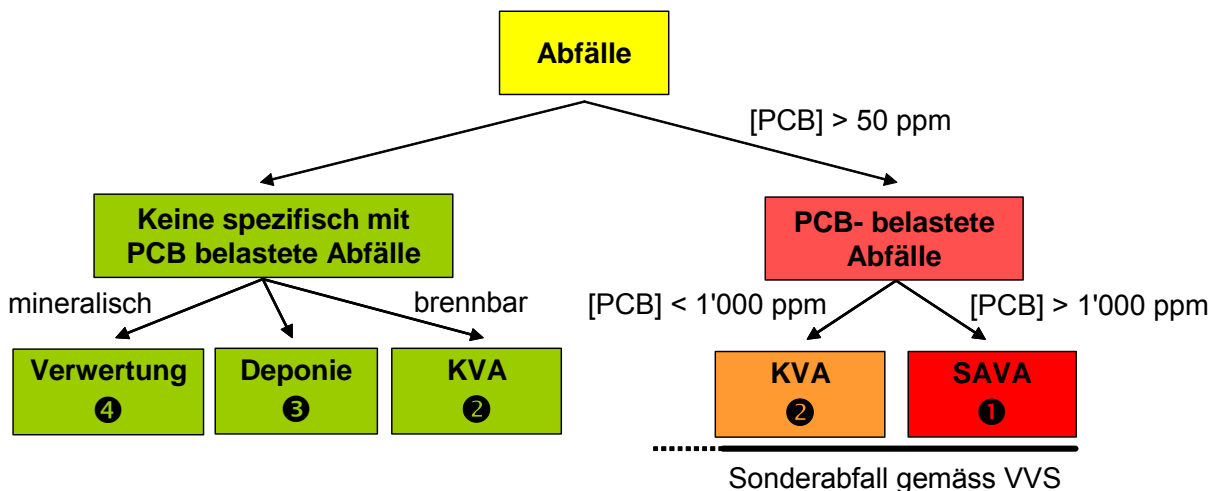 Abfälle
[PCB] > 50 ppm
Keine spezifisch mit
PCB belastete Abfälle
PCB- belastete
Abfälle
mineralisch
brennbar
[PCB] < 1'000 ppm
[PCB] > 1'000 ppm
Verwertung
❹
Deponie
❸
KVA
❷
KVA
❷
SAVA
❶
Sonderabfall gemäss VVS